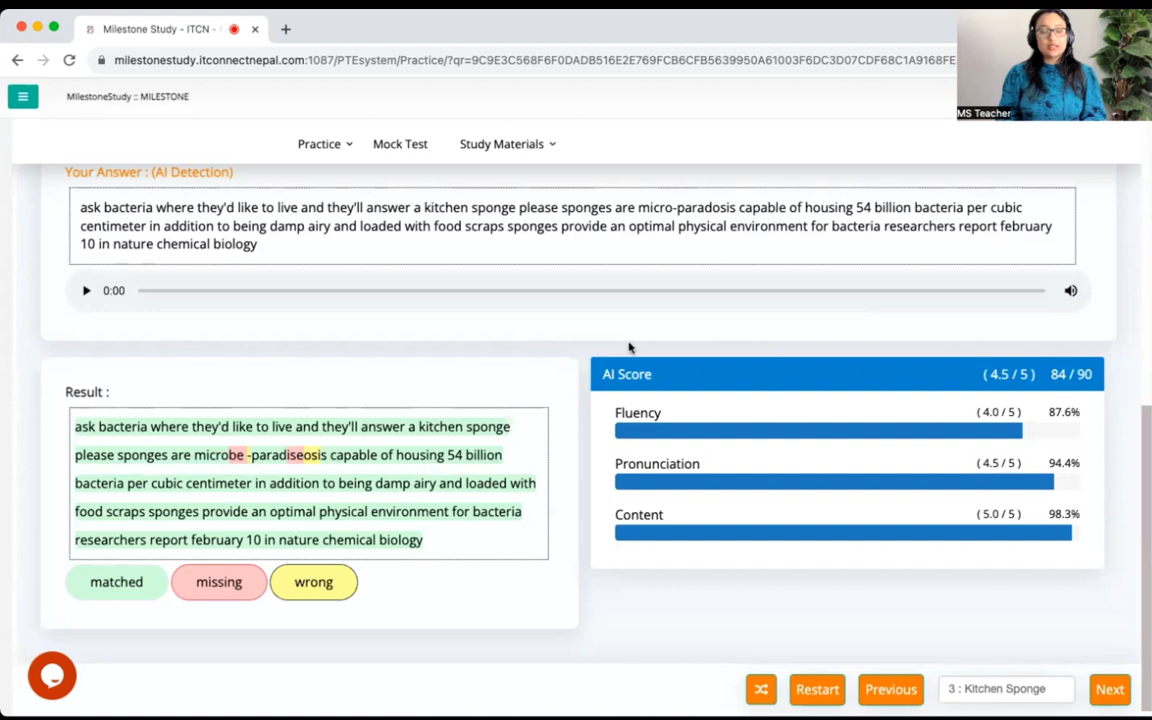 Milestone Study - ITCN -
milestonestudy.itconnectnepal.com:1087/PTEsystem/Practice/?qr=9C9E3C568F6F0DADB516E2E769FCB6CFB5639950A61003F6DC3D07CDF68C1A9168FE
MS Teacher
MilestoneStudy :: MILESTONE
Practice Mock Test Study Materials
Your Answer : (AI Detection)
ask bacteria where they'd like to live and they'll answer a kitchen sponge please sponges are micro-paradosis capable of housing 54 billion bacteria per cubic
centimeter in addition to being damp airy and loaded with food scraps sponges provide an optimal physical environment for bacteria researchers report february
10 in nature chemical biology
0:00
Result :
ask bacteria where they'd like to live and they'll answer a kitchen sponge
please sponges are microbe -paradiseosis capable of housing 54 billion
bacteria per cubic centimeter in addition to being damp airy and loaded with
food scraps sponges provide an optimal physical environment for bacteria
researchers report february 10 in nature chemical biology
matched missing wrong
AI Score ( 4.5 / 5 ) 84 / 90
Fluency ( 4.0 / 5 ) 87.6%
Pronunciation ( 4.5 / 5 ) 94.4%
Content ( 5.0 / 5 ) 98.3%
Restart Previous 3 : Kitchen Sponge Next